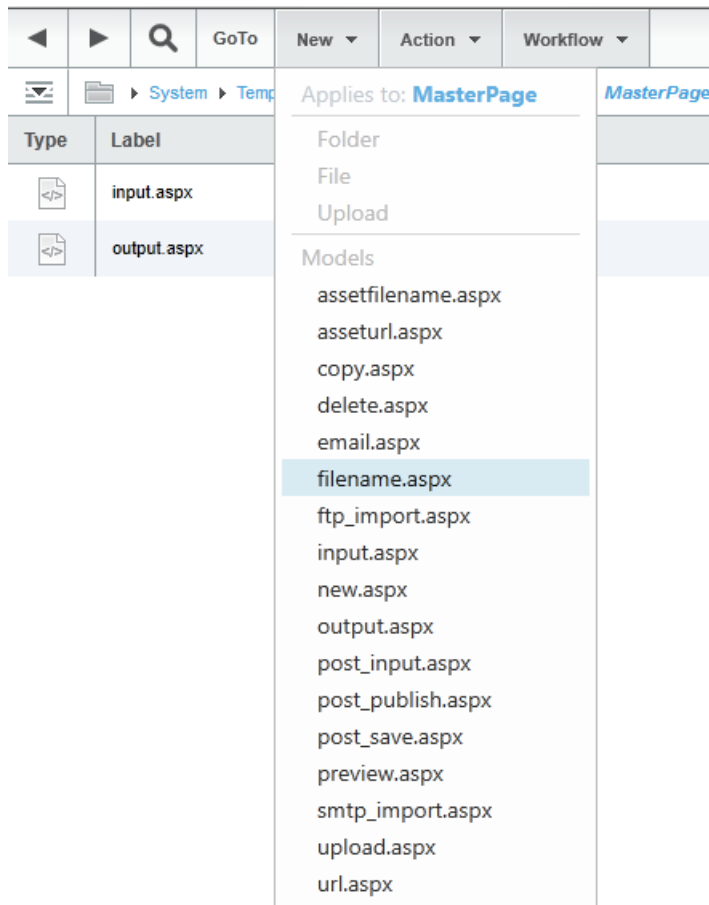 GoTo New Action Workflow
System Temp MasterPage
Applies to: MasterPage
Type Label
Folder
File
Upload
input.aspx
output.aspx
Models
assetfilename.aspx
asseturl.aspx
copy.aspx
delete.aspx
email.aspx
filename.aspx
ftp_import.aspx
input.aspx
new.aspx
output.aspx
post_input.aspx
post_publish.aspx
post_save.aspx
preview.aspx
smtp_import.aspx
upload.aspx
url.aspx